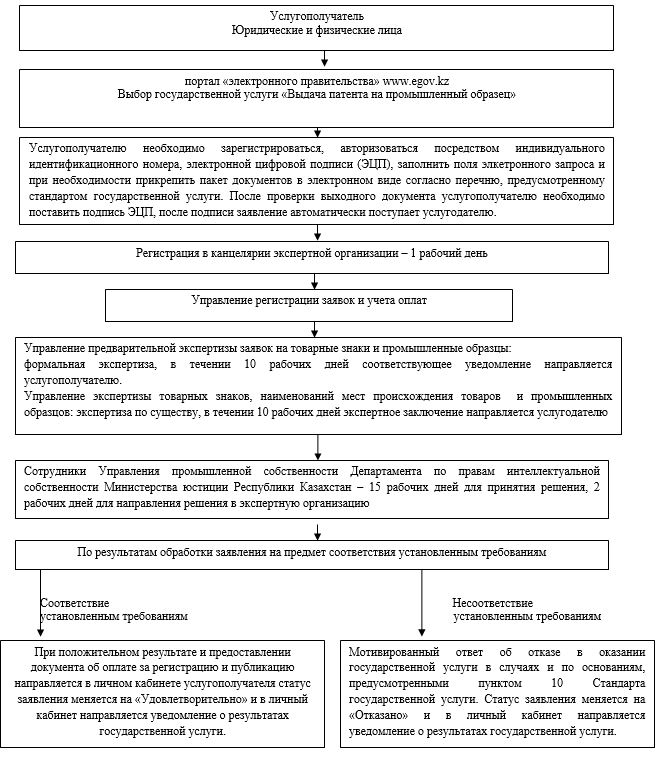 Услугополучатель
Юридические и физические лица
портал «электронного правительства» www.egov.kz
Выбор государственной услуги «Выдача патента на промышленный образец»
Услугополучателю необходимо зарегистрироваться, авторизоваться посредством индивидуального
идентификационного номера, электронной цифровой подписи (ЭЦП), заполнить поля элкетронного запроса и
при необходимости прикрепить пакет документов в электронном виде согласно перечню, предусмотренному
стандартом государственной услуги. После проверки выходного документа услугополучателю необходимо
поставить подпись ЭЦП, после подписи заявление автоматически поступает услугодателю.
Регистрация в канцелярии экспертной организации – 1 рабочий день
Управление регистрации заявок и учета оплат
Управление предварительной экспертизы заявок на товарные знаки и промышленные образцы:
формальная экспертиза, в течении 10 рабочих дней соответствующее уведомление направляется
услугополучателю.
Управление экспертизы товарных знаков, наименований мест происхождения товаров и промышленных
образцов: экспертиза по существу, в течении 10 рабочих дней экспертное заключение направляется услугодателю
Сотрудники Управления промышленной собственности Департамента по правам интеллектуальной
собственности Министерства юстиции Республики Казахстан – 15 рабочих дней для принятия решения, 2
рабочих дней для направления решения в экспертную организацию
По результатам обработки заявления на предмет соответствия установленным требованиям
Соответствие
установленным требованиям
Несоответствие
установленным требованиям
При положительном результате и предоставлении
документа об оплате за регистрацию и публикацию
направляется в личном кабинете услугополучателя статус
заявления меняется на «Удовлетворительно» и в личный
кабинет направляется уведомление о результатах
государственной услуги.
Мотивированный ответ об отказе в оказании
государственной услуги в случаях и по основаниям,
предусмотренными пунктом 10 Стандарта
государственной услуги. Статус заявления меняется на
«Отказано» и в личный кабинет направляется
уведомление о результатах государственной услуги.